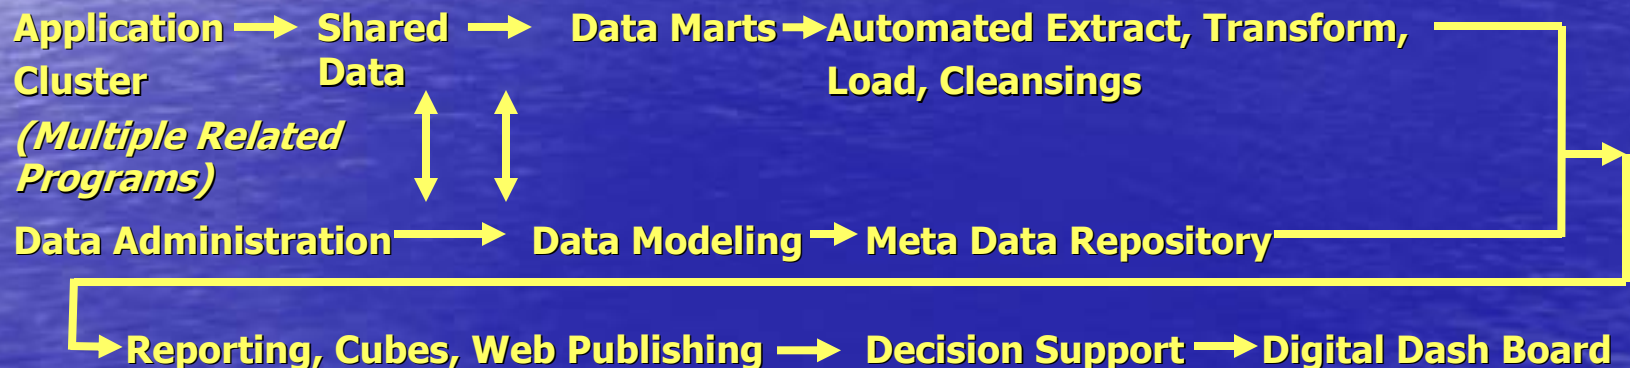 Application
Cluster
(Multiple Related
Programs)
Shared
Data
Data Marts
Automated Extract, Transform,
Load, Cleansings
Data Administration
Data Modeling
Meta Data Repository
Reporting, Cubes, Web Publishing
Decision Support
Digital Dash Board